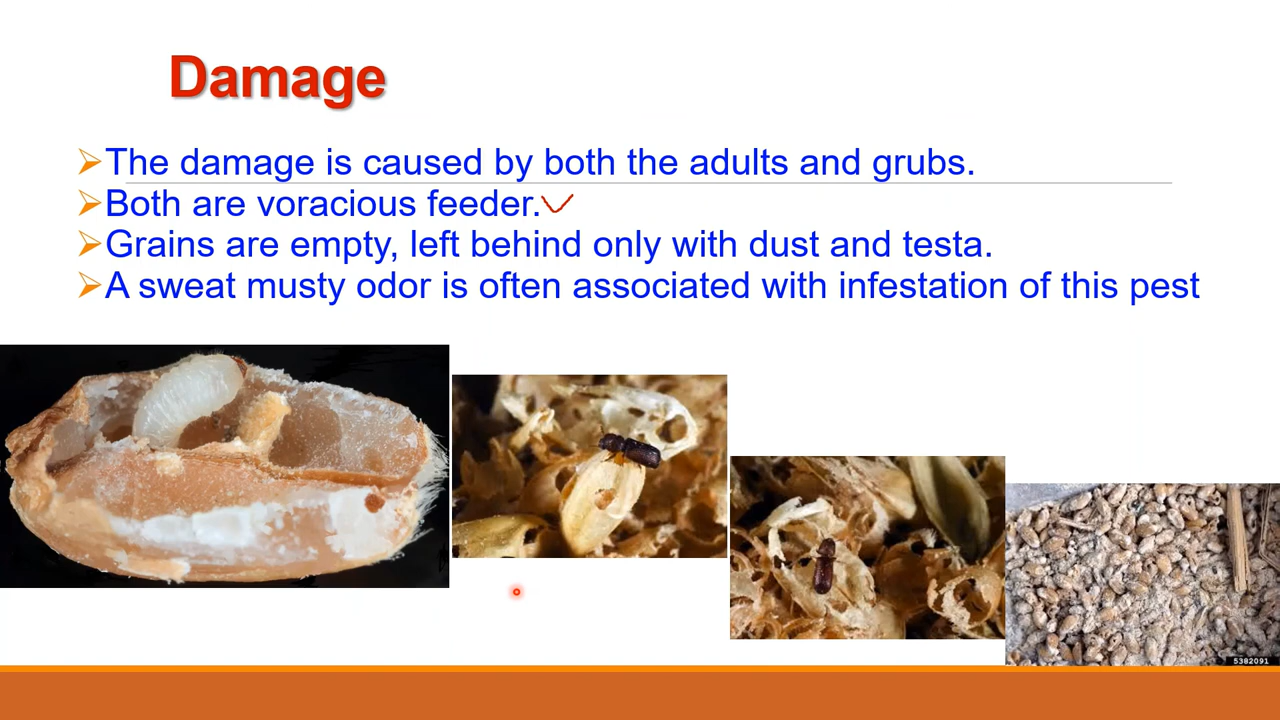 Damage
The damage is caused by both the adults and grubs.
Both are voracious feeder.
Grains are empty, left behind only with dust and testa.
A sweat musty odor is often associated with infestation of this pest
5382091